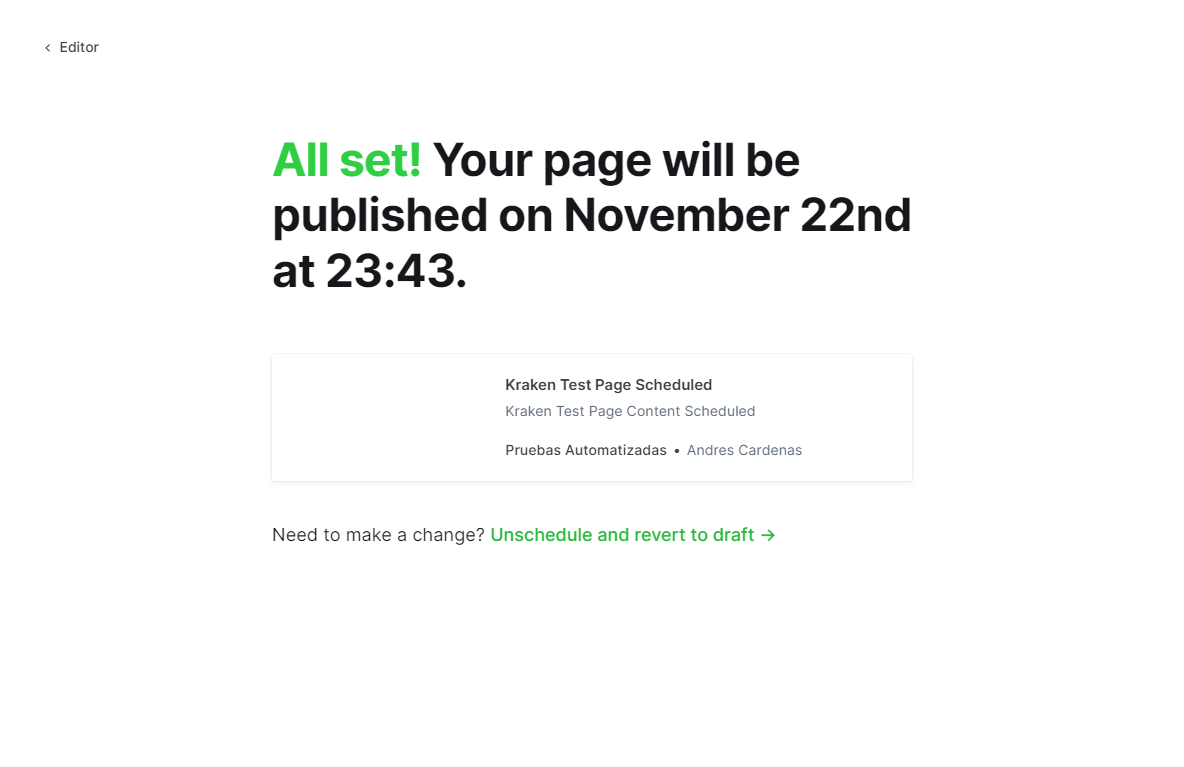 Editor
All set! Your page will be
published on November 22nd
at 23:43.
Kraken Test Page Scheduled
Kraken Test Page Content Scheduled
Pruebas Automatizadas • Andres Cardenas
Need to make a change? Unschedule and revert to draft →